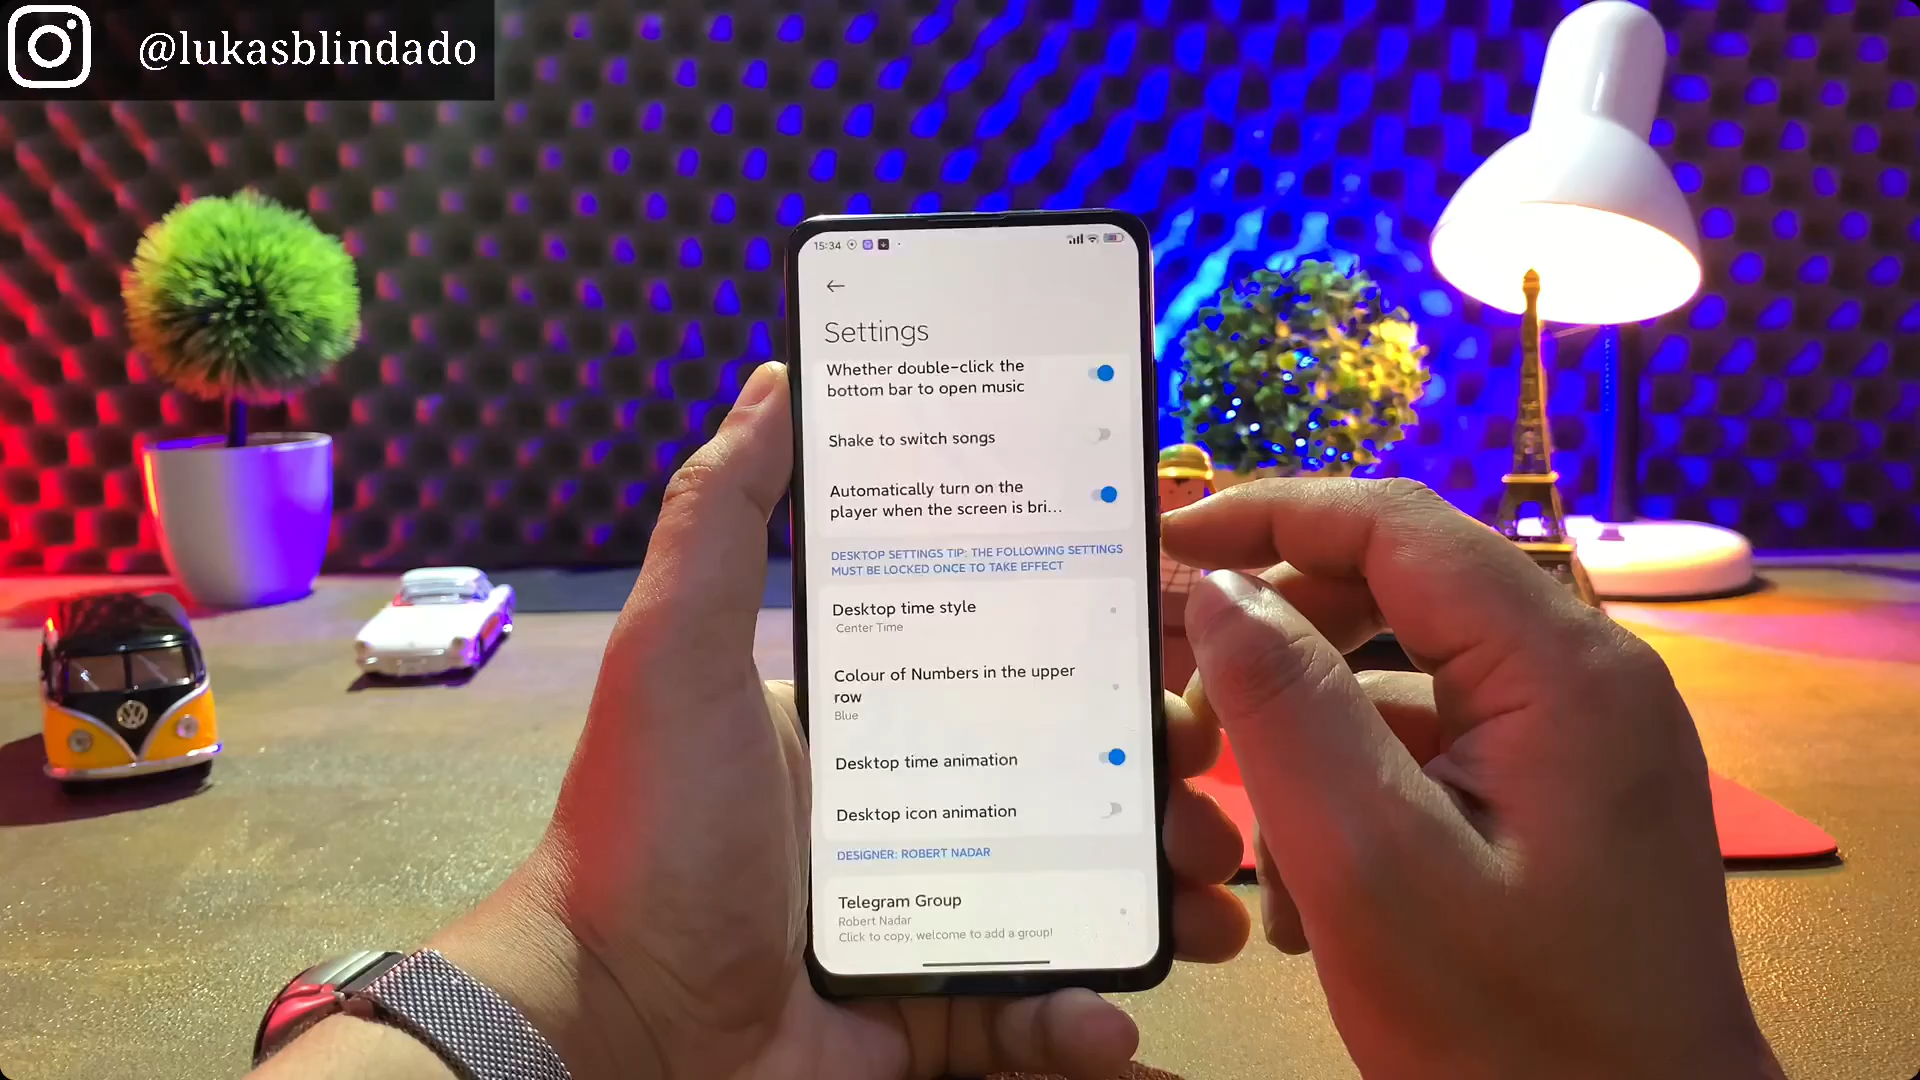 @lukasblindado
15:34
Settings
Whether double-click the
bottom bar to open music
Shake to switch songs
Automatically turn on the
player when the screen is bri...
DESKTOP SETTINGS TIP: THE FOLLOWING SETTINGS
MUST BE LOCKED ONCE TO TAKE EFFECT
Desktop time style
Center Time
Colour of Numbers in the upper
row
Blue
Desktop time animation
Desktop icon animation
DESIGNER: ROBERT NADAR
Telegram Group
Robert Nadar
Click to copy, welcome to add a group!